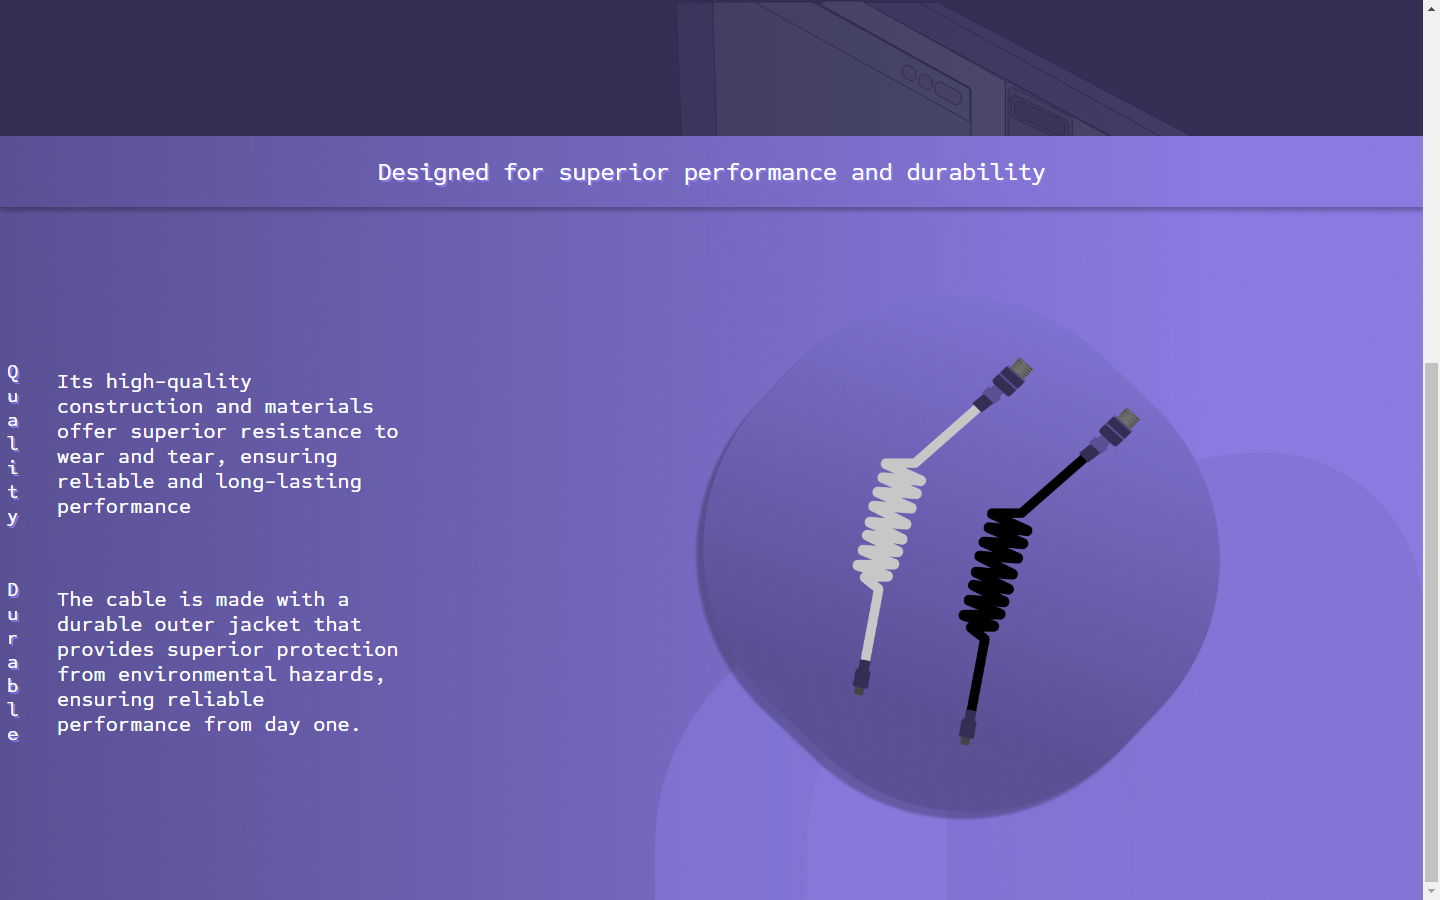 Designed for superior performance and durability
Quality
Its high-quality
construction and materials
offer superior resistance to
wear and tear, ensuring
reliable and long-lasting
performance
Durable
The cable is made with a
durable outer jacket that
provides superior protection
from environmental hazards,
ensuring reliable
performance from day one.